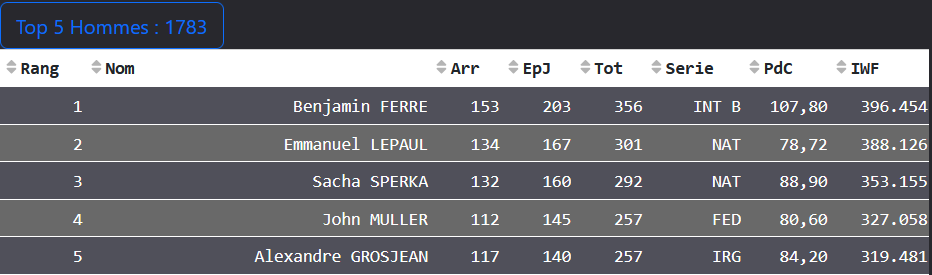 Top 5 Hommes : 1783
Rang Nom Arr EpJ Tot Serie PdC IWF
1 Benjamin FERRE 153 203 356 INT B 107,80 396.454
2 Emmanuel LEPAUL 134 167 301 NAT 78,72 388.126
3 Sacha SPERKA 132 160 292 NAT 88,90 353.155
4 John MULLER 112 145 257 FED 80,60 327.058
5 Alexandre GROSJEAN 117 140 257 IRG 84,20 319.481